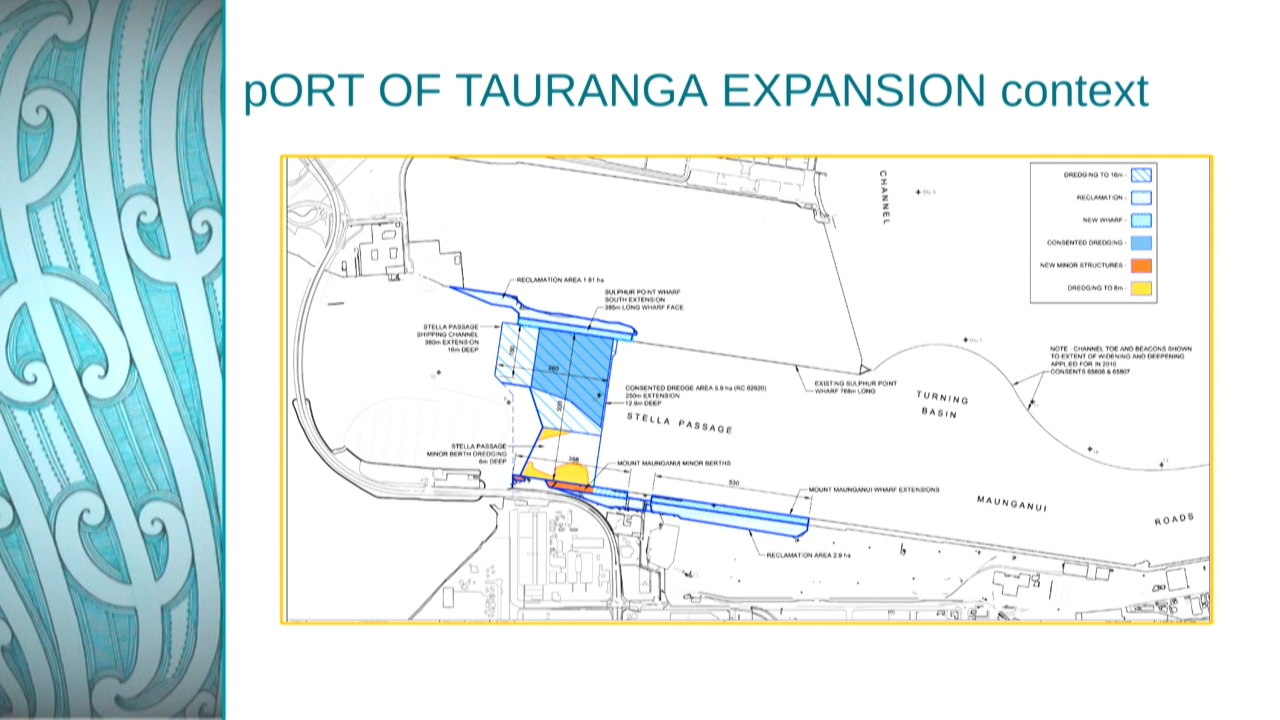 pORT OF TAURANGA EXPANSION context
CHANNEL
DREDGING TO 16m -
RECLAMATION -
NEW WHARF -
CONSENTED DREDGING -
NEW MINOR STRUCTURES -
DREDGING TO 6m -
RECLAMATION AREA 1.81 ha
SULPHUR POINT WHARF
SOUTH EXTENSION
385m LONG WHARF FACE
STELLA PASSAGE
SHIPPING CHANNEL
360m EXTENSION
16m DEEP
NOTE - CHANNEL TOE AND BEACONS SHOWN
TO EXTENT OF WIDENING AND DEEPENING
APPLIED FOR IN 2010
CONSENTS 65806 & 65807
CONSENTED DREDGE AREA 5.9 ha (RC 62920)
250m EXTENSION
12.9m DEEP
EXISTING SULPHUR POINT
WHARF 768m LONG
TURNING
BASIN
STELLA PASSAGE
STELLA PASSAGE
MINOR BERTH DREDGING
6m DEEP
MOUNT MAUNGANUI MINOR BERTHS
530
MOUNT MAUNGANUI WHARF EXTENSIONS
MAUNGANUI
ROADS
RECLAMATION AREA 2.9 ha